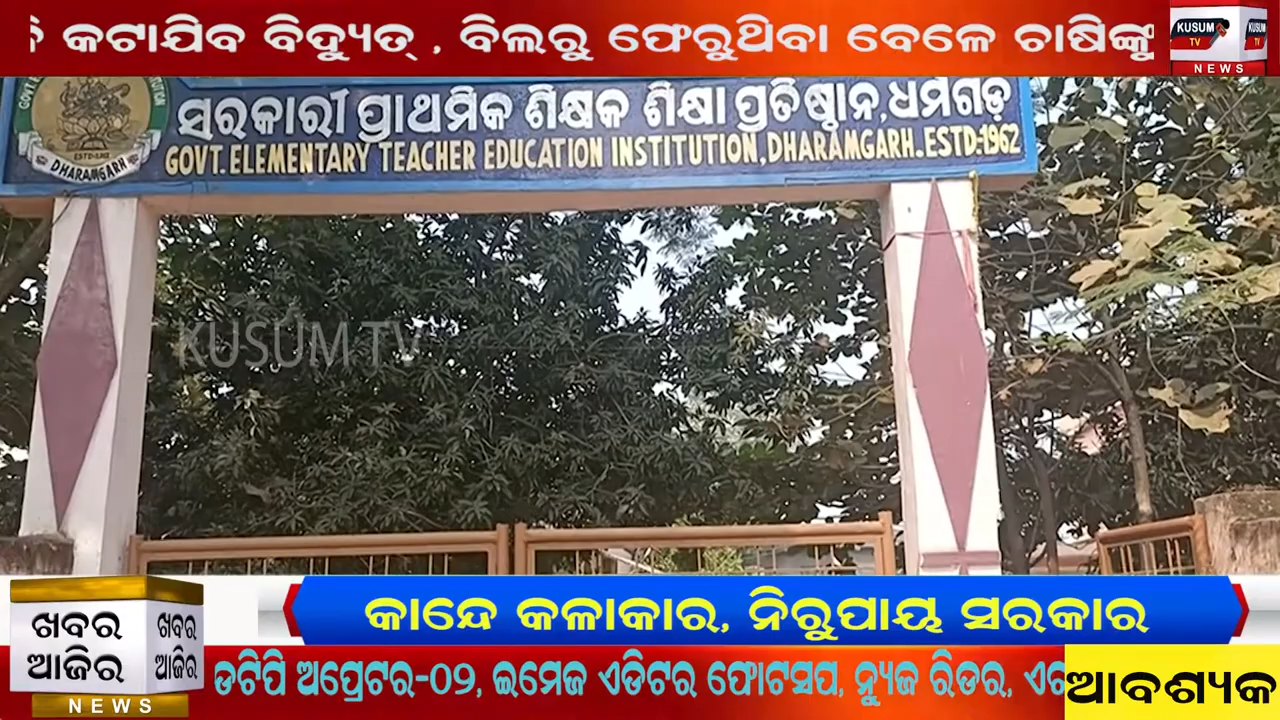 କଟାଯିବ ବିଦ୍ୟୁତ୍ , ବିଲରୁ ଫେରୁଥିବା ବେଳେ ଚାଷିଙ୍କୁ
KUSUM TV
NEWS
ସରକାରୀ ପ୍ରାଥମିକ ଶିକ୍ଷକ ଶିକ୍ଷା ପ୍ରତିଷ୍ଠାନ,ଧର୍ମଗଡ଼
GOVT. ELEMENTARY TEACHER EDUCATION INSTITUTION,DHARAMGARH.ESTD-1962
DHARAMGARH
KUSUM TV
କାନ୍ଦେ କଳାକାର, ନିରୁପାୟ ସରକାର
ଖବର ଆଜିର
ଖବର ଆଜିର
NEWS
ଡଟିପି ଅପ୍ରେଟର-୦୨, ଇମେଜ ଏଡିଟର ଫୋଟସପ, ନ୍ୟୁଜ ରିଡର,
ଆବଶ୍ୟକ